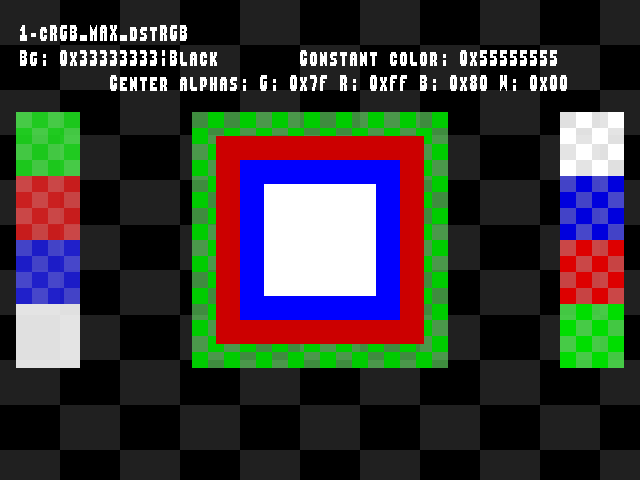 1-cRGB_MAX_dstRGB
Bg: 0x33333333¦Black Constant color: 0x55555555
Center alphas: G: 0x7f R: 0xff B: 0x80 W: 0x00